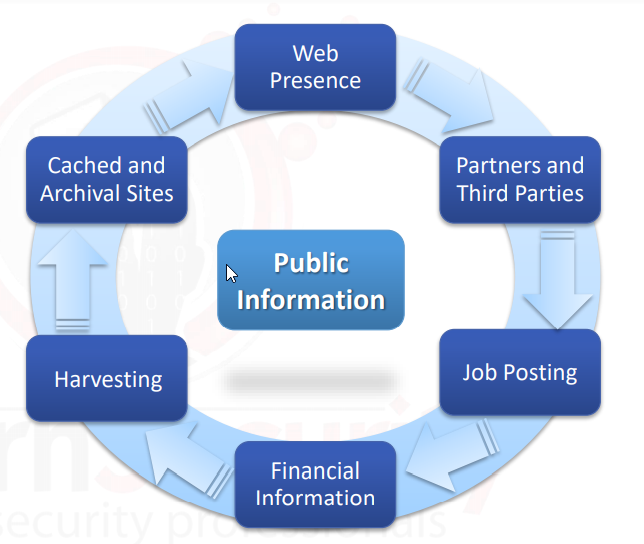 Web
Presence
Partners and
Third Parties
Job Posting
Financial
Information
Harvesting
Cached and
Archival Sites
Public
Information
security professionals